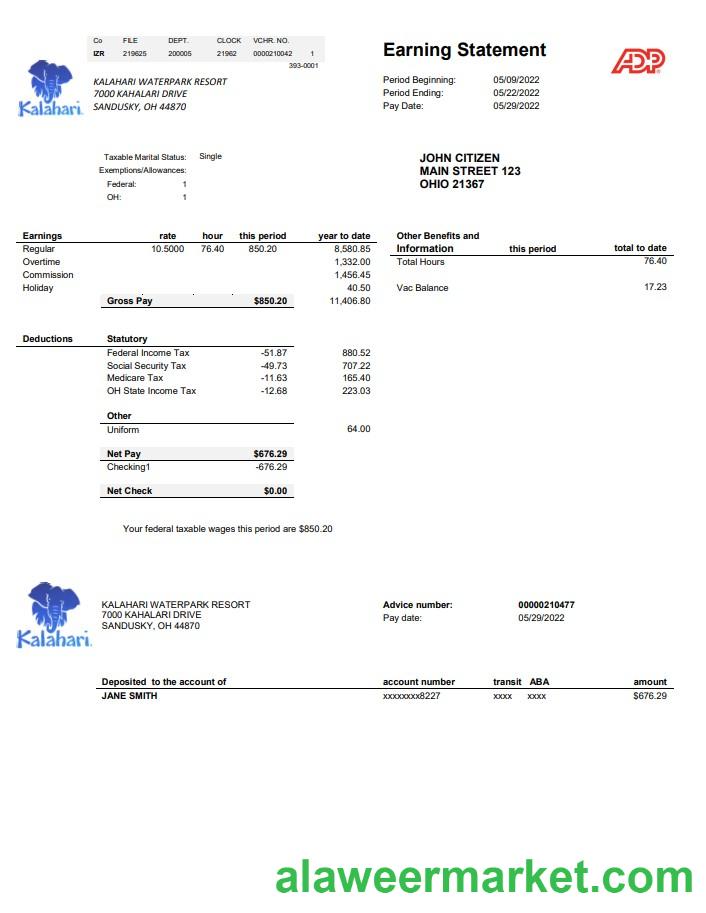 Co FILE DEPT. CLOCK VCHR. NO.
IZR 219625 200005 21962 0000210042 1
393-0001
Kalahari.
KALAHARI WATERPARK RESORT
7000 KAHALARI DRIVE
SANDUSKY, OH 44870
Earning Statement
ADP
Period Beginning: 05/09/2022
Period Ending: 05/22/2022
Pay Date: 05/29/2022
Taxable Marital Status: Single
Exemptions/Allowances:
Federal: 1
OH: 1
JOHN CITIZEN
MAIN STREET 123
OHIO 21367
Earnings rate hour this period year to date
Regular 10.5000 76.40 850.20 8,580.85
Overtime 1,332.00
Commission 1,456.45
Holiday 40.50
Gross Pay $850.20 11,406.80
Other Benefits and
Information this period total to date
Total Hours 76.40
Vac Balance 17.23
Deductions Statutory
Federal Income Tax -51.87 880.52
Social Security Tax -49.73 707.22
Medicare Tax -11.63 165.40
OH State Income Tax -12.68 223.03
Other
Uniform 64.00
Net Pay $676.29
Checking1 -676.29
Net Check $0.00
Your federal taxable wages this period are $850.20
Kalahari.
KALAHARI WATERPARK RESORT
7000 KAHALARI DRIVE
SANDUSKY, OH 44870
Advice number: 00000210477
Pay date: 05/29/2022
Deposited to the account of account number transit ABA amount
JANE SMITH xxxxxxxx8227 xxxx xxxx $676.29
alaweermarket.com